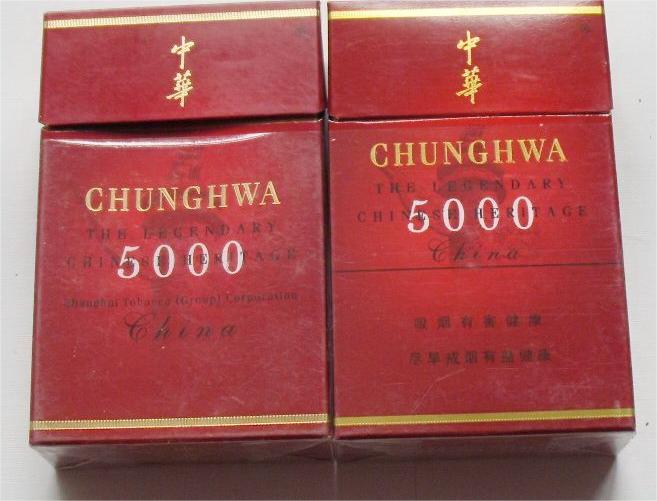 中
華
CHUNGHWA
THE LEGENDARY
CHINESE HERITAGE
5000
Shanghai Tobacco (Group) Corporation
China
中
華
CHUNGHWA
THE LEGENDARY
CHINESE HERITAGE
5000
China
吸烟有害健康
尽早戒烟有益健康